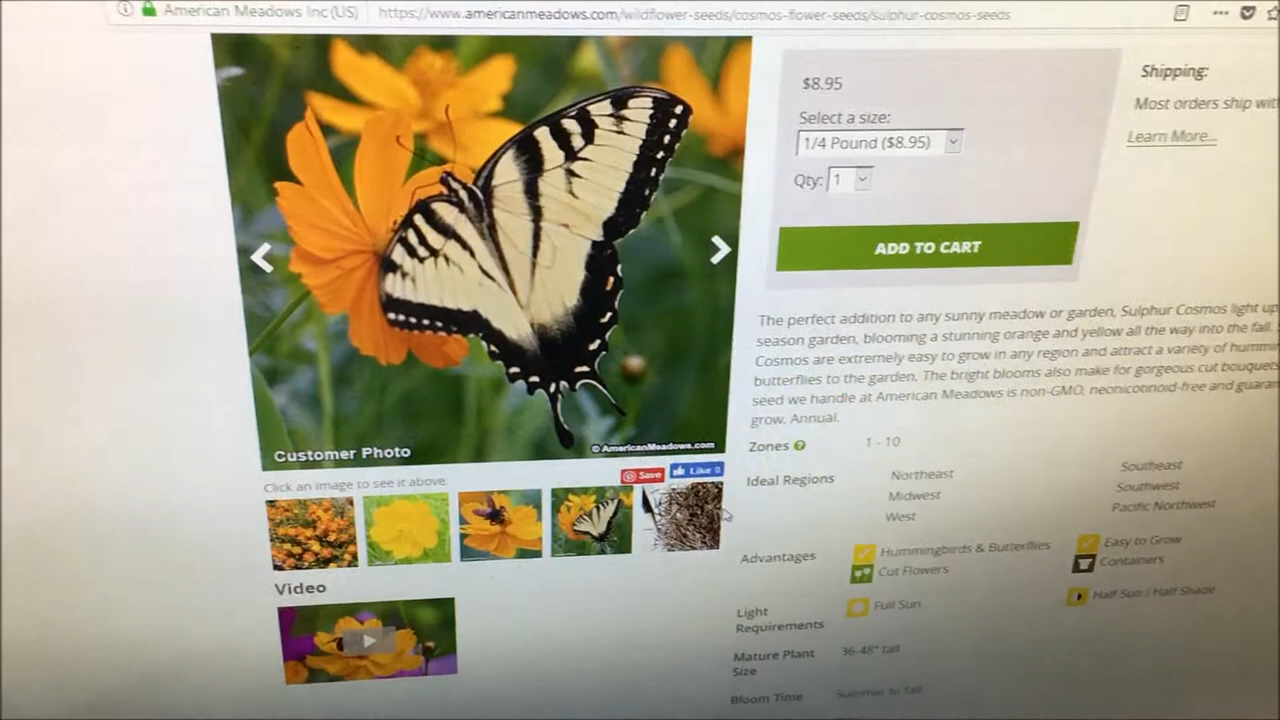 American Meadows Inc (US)
https://www.americanmeadows.com/wildflower-seeds/cosmos-flower-seeds/sulphur-cosmos-seeds
$8.95
Select a size:
1/4 Pound ($8.95)
Qty: 1
ADD TO CART
Shipping:
Most orders ship
Learn More...
The perfect addition to any sunny meadow or garden, Sulphur Cosmos light up
season garden, blooming a stunning orange and yellow all the way into the fall.
Cosmos are extremely easy to grow in any region and attract a variety of
butterflies to the garden. The bright blooms also make for gorgeous cut
seed we handle at American Meadows is non-GMO, neonicotinoid-free and
grow. Annual.
Customer Photo
© AmericanMeadows.com
Save
Like 0
Click an image to see it above.
Video
Zones ? 1 - 10
Ideal Regions
Northeast
Southeast
Midwest
Southwest
West
Pacific Northwest
Advantages
Hummingbirds & Butterflies
Easy to Grow
Cut Flowers
Containers
Light
Requirements
Full Sun
Half Sun / Half Shade
Mature Plant
Size
36-48" tall
Bloom Time
Summer to fall